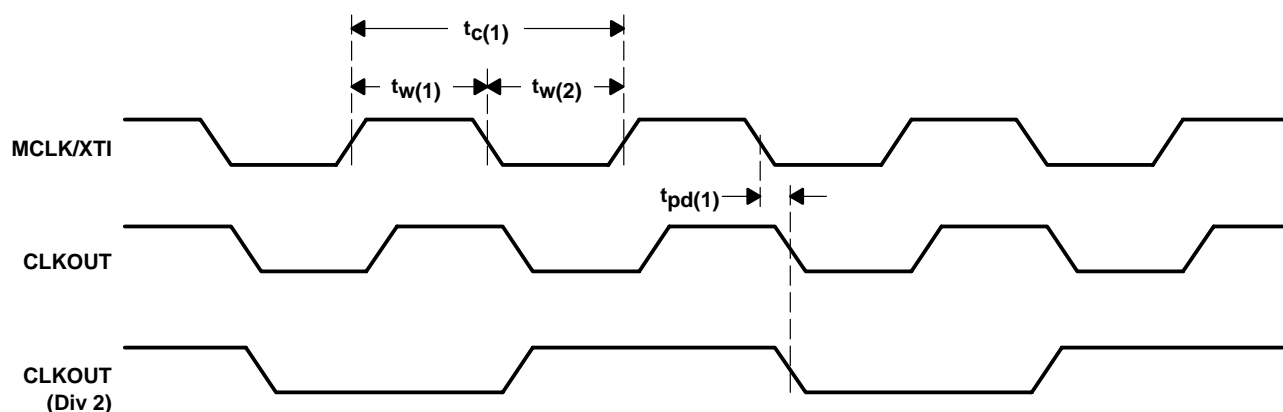 tc(1)
tw(1)
tw(2)
MCLK/XTI
tpd(1)
CLKOUT
CLKOUT
(Div 2)